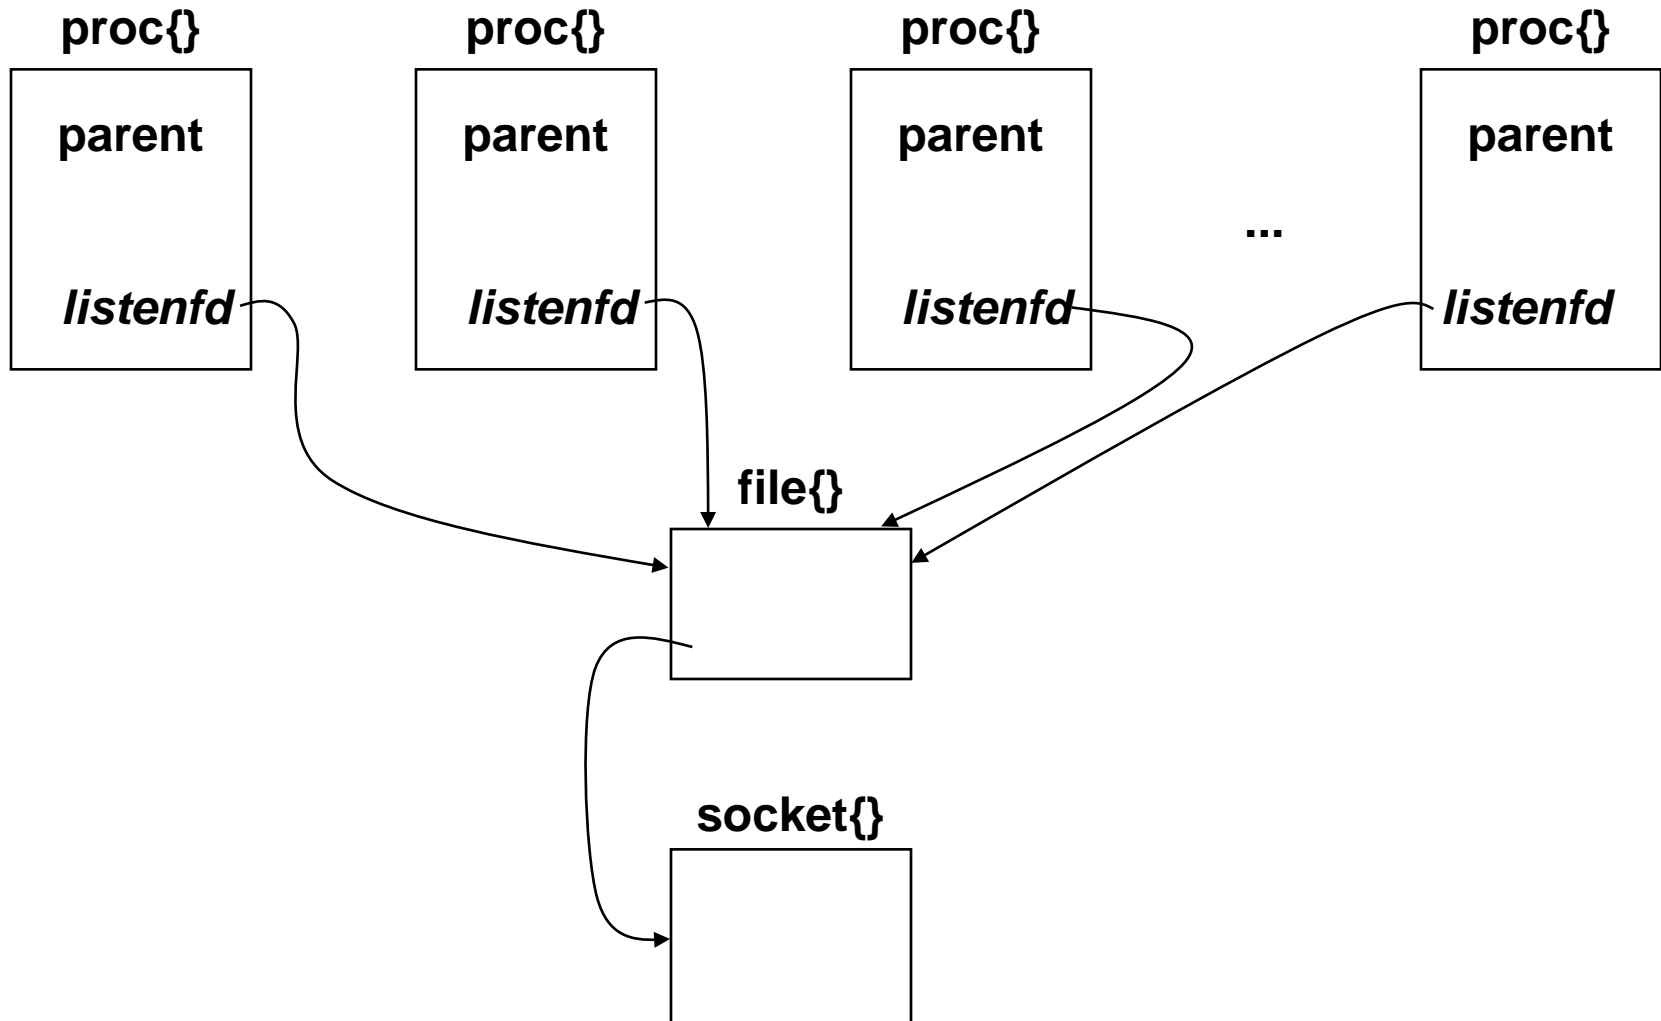 proc{} proc{} proc{} proc{}
parent parent parent parent
...
listenfd listenfd listenfd listenfd
file{}
socket{}